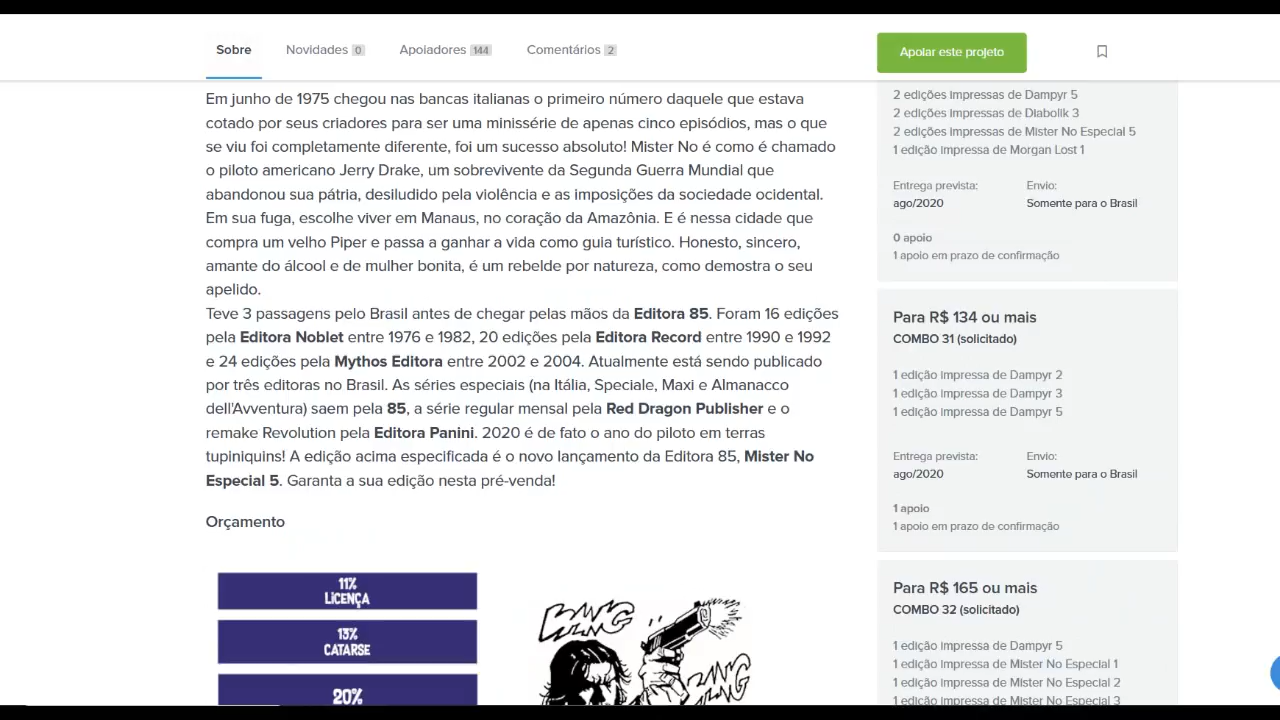 Sobre
Novidades 0
Apoiadores 144
Comentários 2
Apoiar este projeto
Em junho de 1975 chegou nas bancas italianas o primeiro número daquele que estava
cotado por seus criadores para ser uma minissérie de apenas cinco episódios, mas o que
se viu foi completamente diferente, foi um sucesso absoluto! Mister No é como é chamado
o piloto americano Jerry Drake, um sobrevivente da Segunda Guerra Mundial que
abandonou sua pátria, desiludido pela violência e as imposições da sociedade ocidental.
Em sua fuga, escolhe viver em Manaus, no coração da Amazônia. E é nessa cidade que
compra um velho Piper e passa a ganhar a vida como guia turístico. Honesto, sincero,
amante do álcool e de mulher bonita, é um rebelde por natureza, como demostra o seu
apelido.
Teve 3 passagens pelo Brasil antes de chegar pelas mãos da Editora 85. Foram 16 edições
pela Editora Noblet entre 1976 e 1982, 20 edições pela Editora Record entre 1990 e 1992
e 24 edições pela Mythos Editora entre 2002 e 2004. Atualmente está sendo publicado
por três editoras no Brasil. As séries especiais (na Itália, Speciale, Maxi e Almanacco
dell'Avventura) saem pela 85, a série regular mensal pela Red Dragon Publisher e o
remake Revolution pela Editora Panini. 2020 é de fato o ano do piloto em terras
tupiniquins! A edição acima especificada é o novo lançamento da Editora 85, Mister No
Especial 5. Garanta a sua edição nesta pré-venda!
Orçamento
11%
LICENÇA
13%
CATARSE
20%
BANG
BANG
2 edições impressas de Dampyr 5
2 edições impressas de Diabolik 3
2 edições impressas de Mister No Especial 5
1 edição impressa de Morgan Lost 1
Entrega prevista: Envio:
ago/2020 Somente para o Brasil
0 apoio
1 apoio em prazo de confirmação
Para R$ 134 ou mais
COMBO 31 (solicitado)
1 edição impressa de Dampyr 2
1 edição impressa de Dampyr 3
1 edição impressa de Dampyr 5
Entrega prevista: Envio:
ago/2020 Somente para o Brasil
1 apoio
1 apoio em prazo de confirmação
Para R$ 165 ou mais
COMBO 32 (solicitado)
1 edição impressa de Dampyr 5
1 edição impressa de Mister No Especial 1
1 edição impressa de Mister No Especial 2
1 edição impressa de Mister No Especial 3